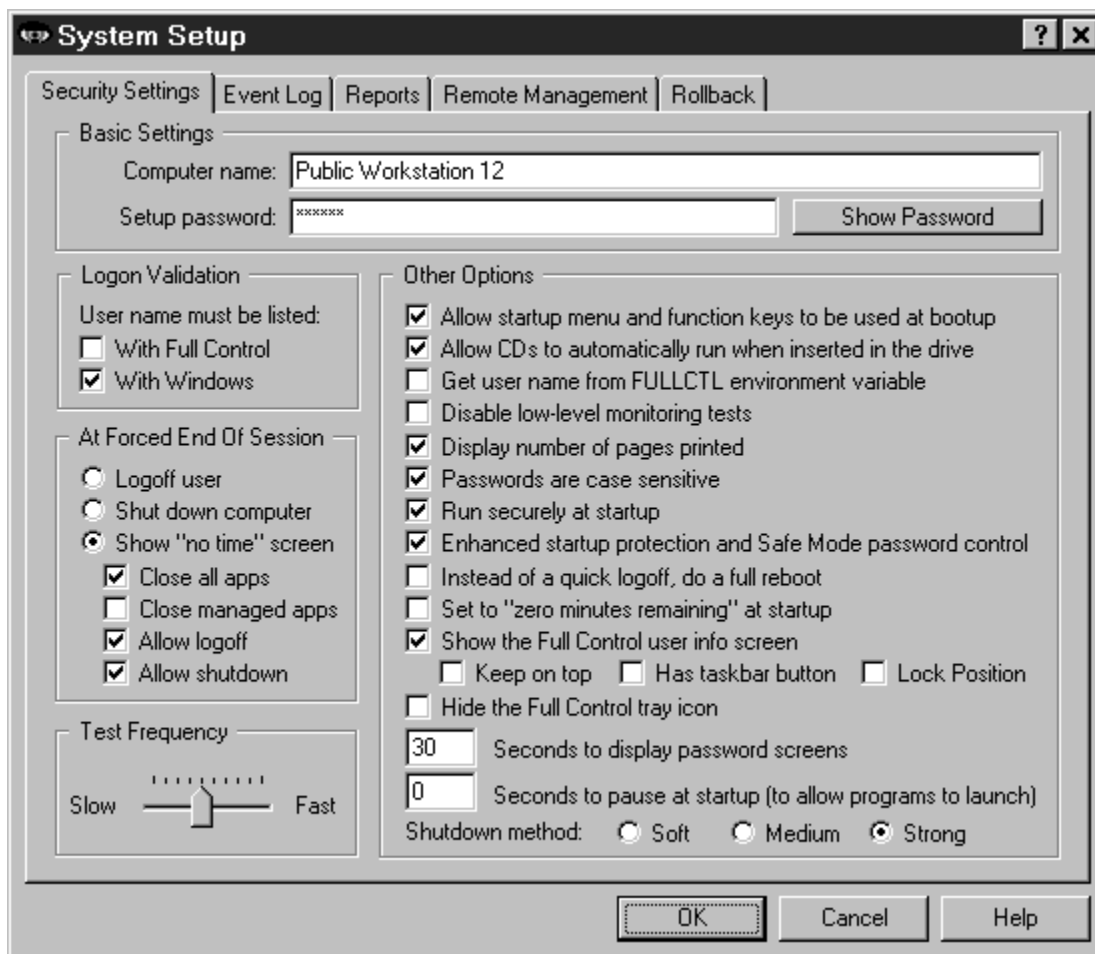 System Setup
Security Settings
Event Log
Reports
Remote Management
Rollback
Basic Settings
Computer name: Public Workstation 12
Setup password: ******
Show Password
Logon Validation
User name must be listed:
With Full Control
With Windows
At Forced End Of Session
Logoff user
Shut down computer
Show "no time" screen
Close all apps
Close managed apps
Allow logoff
Allow shutdown
Test Frequency
Slow Fast
Other Options
Allow startup menu and function keys to be used at bootup
Allow CDs to automatically run when inserted in the drive
Get user name from FULLCTL environment variable
Disable low-level monitoring tests
Display number of pages printed
Passwords are case sensitive
Run securely at startup
Enhanced startup protection and Safe Mode password control
Instead of a quick logoff, do a full reboot
Set to "zero minutes remaining" at startup
Show the Full Control user info screen
Keep on top Has taskbar button Lock Position
Hide the Full Control tray icon
30 Seconds to display password screens
0 Seconds to pause at startup (to allow programs to launch)
Shutdown method: Soft Medium Strong
OK Cancel Help